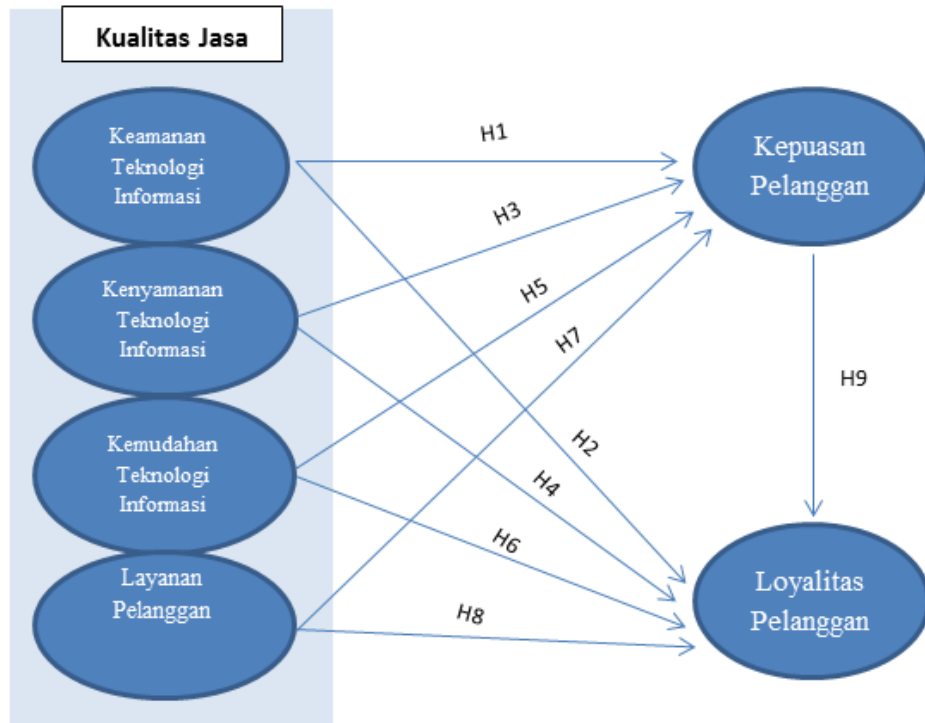 Kualitas Jasa
Keamanan
Teknologi
Informasi
Kenyamanan
Teknologi
Informasi
Kemudahan
Teknologi
Informasi
Layanan
Pelanggan
H1
H3
H5
H7
H2
H4
H6
H8
Kepuasan
Pelanggan
H9
Loyalitas
Pelanggan